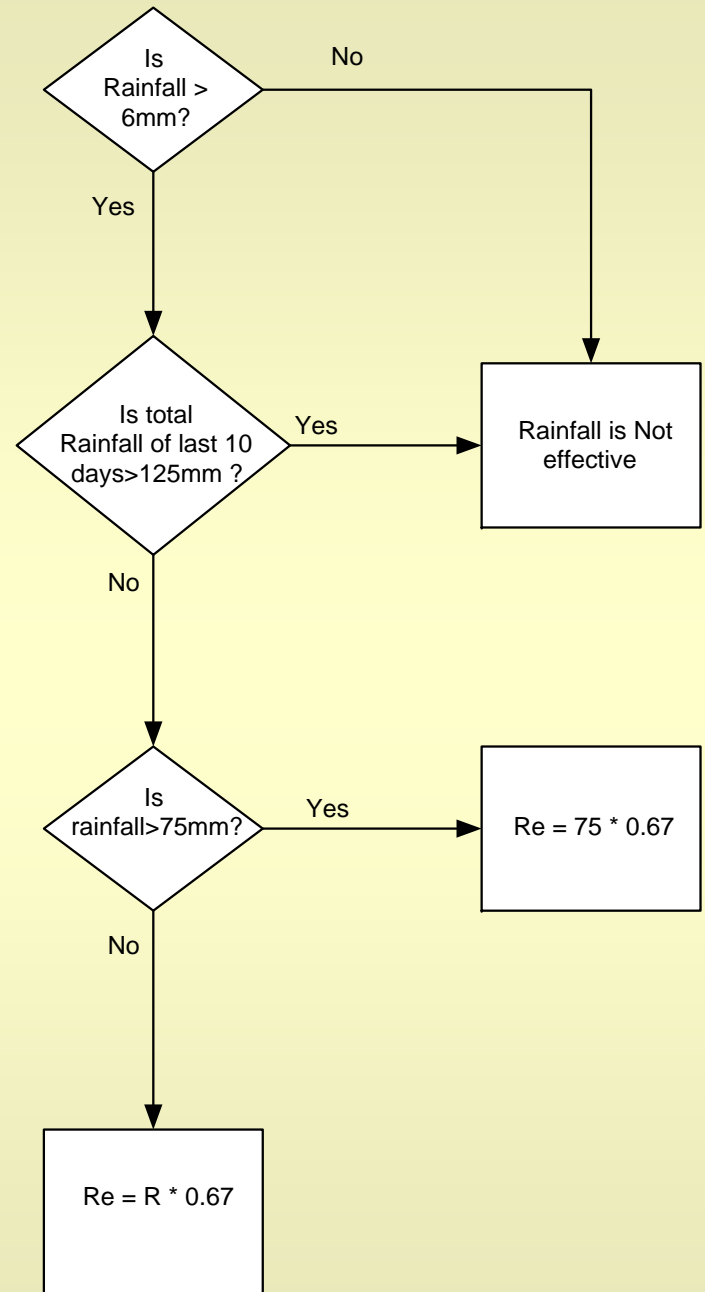 Is
Rainfall >
6mm?
No
Yes
Is total
Rainfall of last 10
days>125mm ?
Yes
Rainfall is Not
effective
No
Is
rainfall>75mm?
Yes
Re = 75 * 0.67
No
Re = R * 0.67